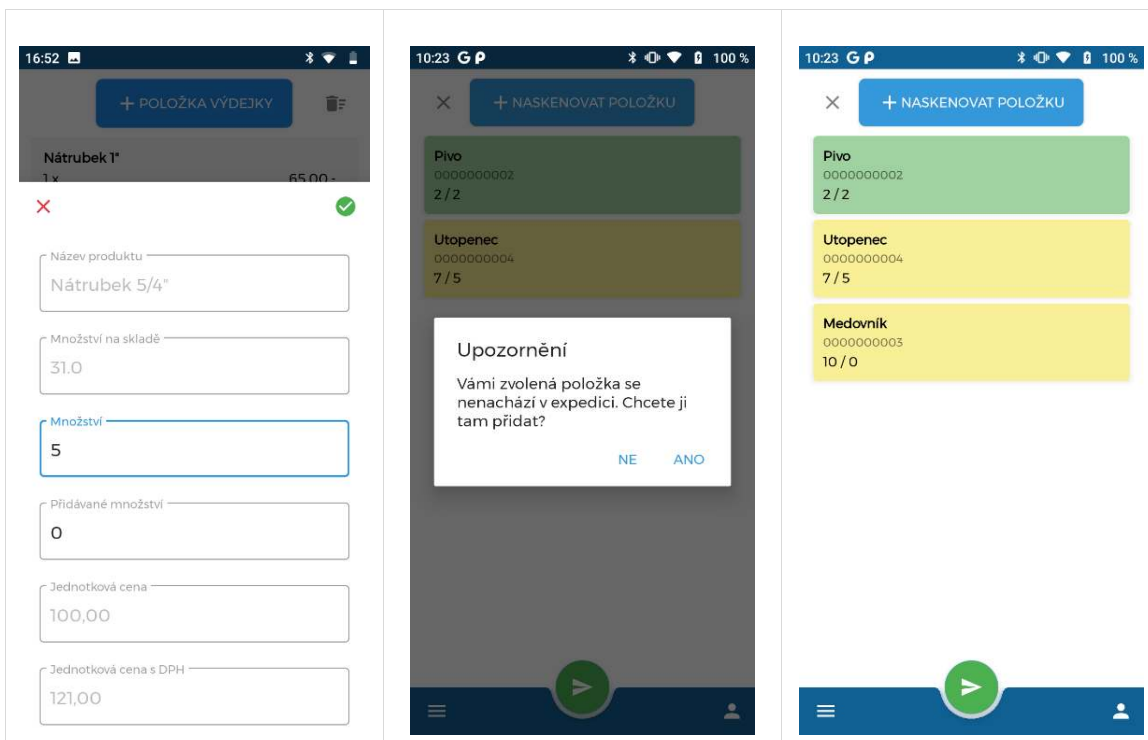 16:52
+ POLOŽKA VÝDEJKY
Nátrubek 1"
1 x 65,00,-
Název produktu
Nátrubek 5/4"
Množství na skladě
31.0
Množství
5
Přidávané množství
0
Jednotková cena
100,00
Jednotková cena s DPH
121,00
10:23 G P 100 %
+ NASKENOVAT POLOŽKU
Pivo
0000000002
2 / 2
Utopenec
0000000004
7 / 5
Upozornění
Vámi zvolená položka se
nenachází v expedici. Chcete ji
tam přidat?
NE ANO
10:23 G P 100 %
+ NASKENOVAT POLOŽKU
Pivo
0000000002
2 / 2
Utopenec
0000000004
7 / 5
Medovník
0000000003
10 / 0